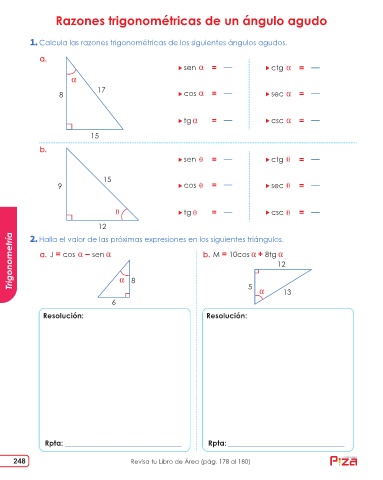 Razones trigonométricas de un ángulo agudo
1. Calcula las razones trigonométricas de los siguientes ángulos agudos.
a.
α
8
17
15
▶ sen α = —
▶ ctg α = —
▶ cos α = —
▶ sec α = —
▶ tg α = —
▶ csc α = —
b.
9
15
θ
12
▶ sen θ = —
▶ ctg θ = —
▶ cos θ = —
▶ sec θ = —
▶ tg θ = —
▶ csc θ = —
2. Halla el valor de las próximas expresiones en los siguientes triángulos.
a. J = cos α – sen α
α 8
6
b. M = 10cos α + 8tg α
12
5
α
13
Resolución:
Resolución:
Rpta: ____________________
Rpta: ____________________
Trigonometría
248
Revisa tu Libro de Área (pág. 178 al 180)